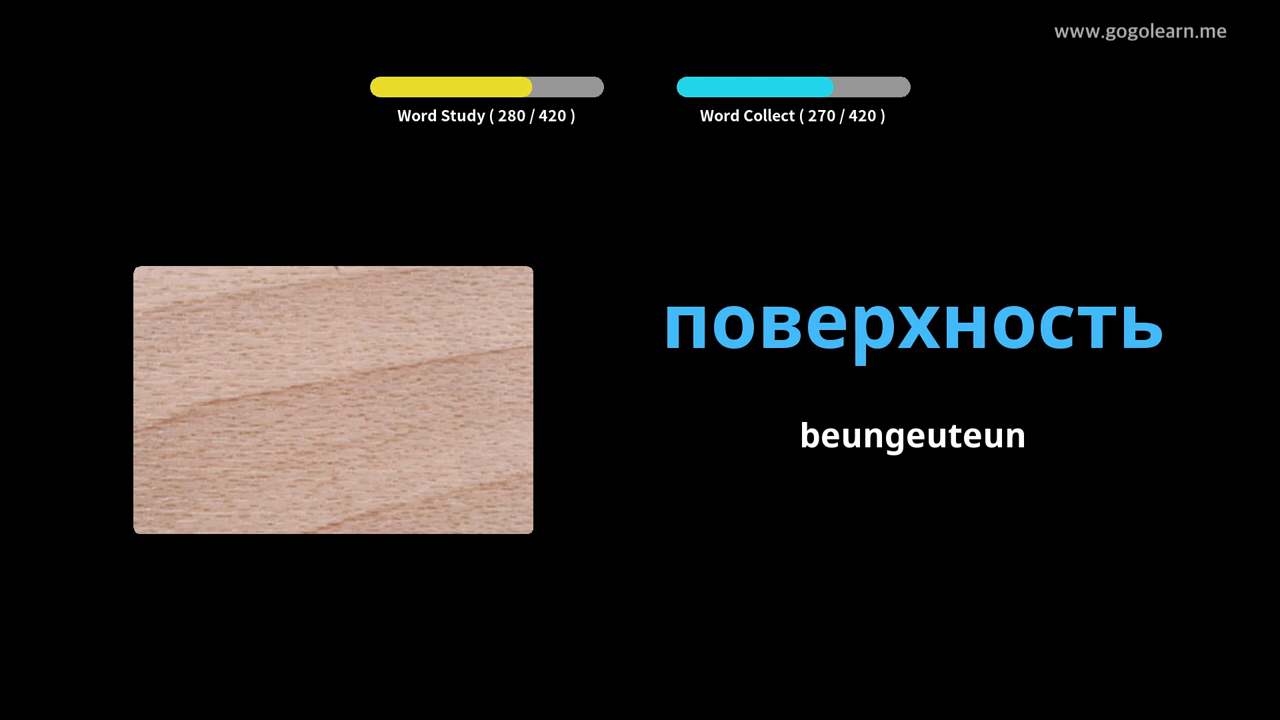 www.gogolearn.me
Word Study ( 280 / 420 )
Word Collect ( 270 / 420 )
поверхность
beungeuteun